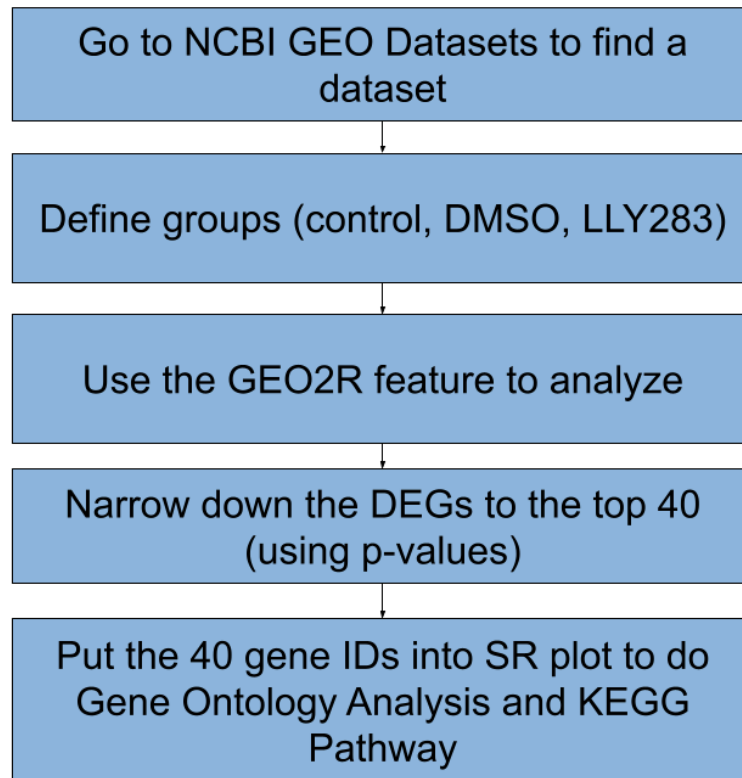 Go to NCBI GEO Datasets to find a
dataset
Define groups (control, DMSO, LLY283)
Use the GEO2R feature to analyze
Narrow down the DEGs to the top 40
(using p-values)
Put the 40 gene IDs into SR plot to do
Gene Ontology Analysis and KEGG
Pathway